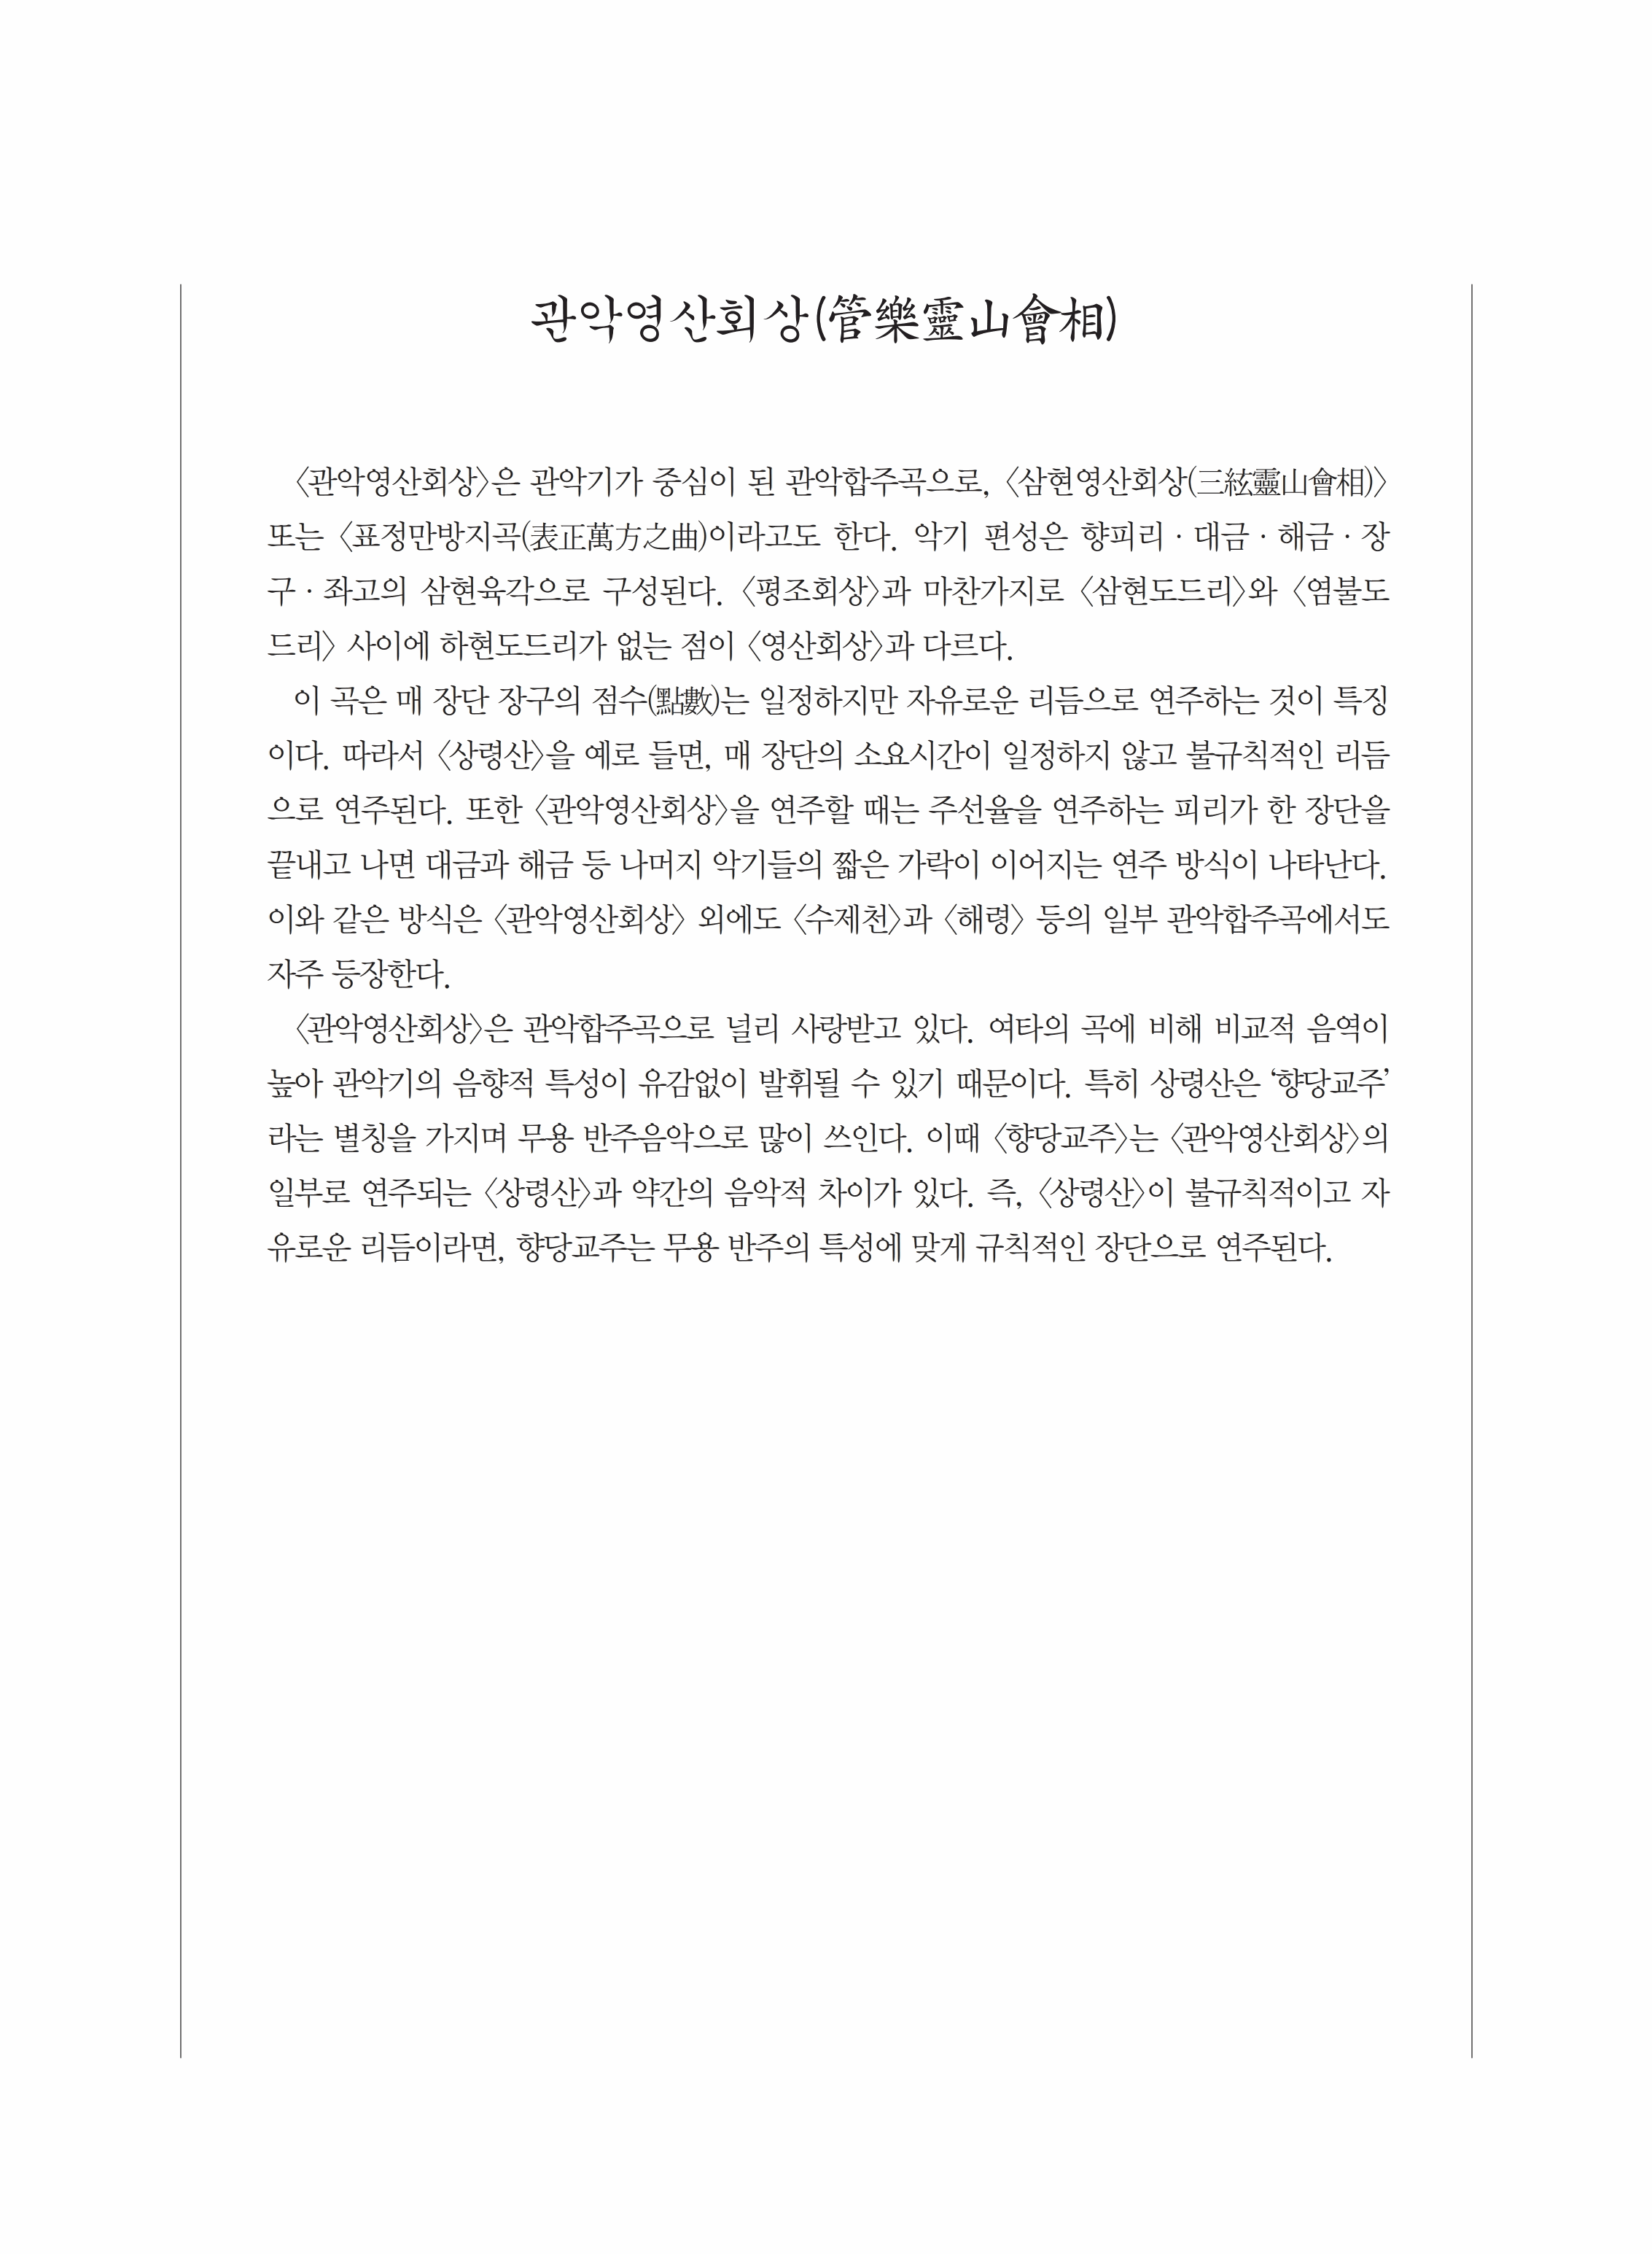 관악영산회상(管樂靈山會相)
〈관악영산회상〉은 관악기가 중심이 된 관악합주곡으로, 〈삼현영산회상(三絃靈山會相)〉
또는 〈표정만방지곡(表正萬方之曲)이라고도 한다. 악기 편성은 향피리 · 대금 · 해금 · 장
구 · 좌고의 삼현육각으로 구성된다. 〈평조회상〉과 마찬가지로 〈삼현도드리〉와 〈염불도
드리〉 사이에 하현도드리가 없는 점이 〈영산회상〉과 다르다.
이 곡은 매 장단 장구의 점수(點數)는 일정하지만 자유로운 리듬으로 연주하는 것이 특징
이다. 따라서 〈상령산〉을 예로 들면, 매 장단의 소요시간이 일정하지 않고 불규칙적인 리듬
으로 연주된다. 또한 〈관악영산회상〉을 연주할 때는 주선율을 연주하는 피리가 한 장단을
끝내고 나면 대금과 해금 등 나머지 악기들의 짧은 가락이 이어지는 연주 방식이 나타난다.
이와 같은 방식은 〈관악영산회상〉 외에도 〈수제천〉과 〈해령〉 등의 일부 관악합주곡에서도
자주 등장한다.
〈관악영산회상〉은 관악합주곡으로 널리 사랑받고 있다. 여타의 곡에 비해 비교적 음역이
높아 관악기의 음향적 특성이 유감없이 발휘될 수 있기 때문이다. 특히 상령산은 ‘향당교주’
라는 별칭을 가지며 무용 반주음악으로 많이 쓰인다. 이때 〈향당교주〉는 〈관악영산회상〉의
일부로 연주되는 〈상령산〉과 약간의 음악적 차이가 있다. 즉, 〈상령산〉이 불규칙적이고 자
유로운 리듬이라면, 향당교주는 무용 반주의 특성에 맞게 규칙적인 장단으로 연주된다.